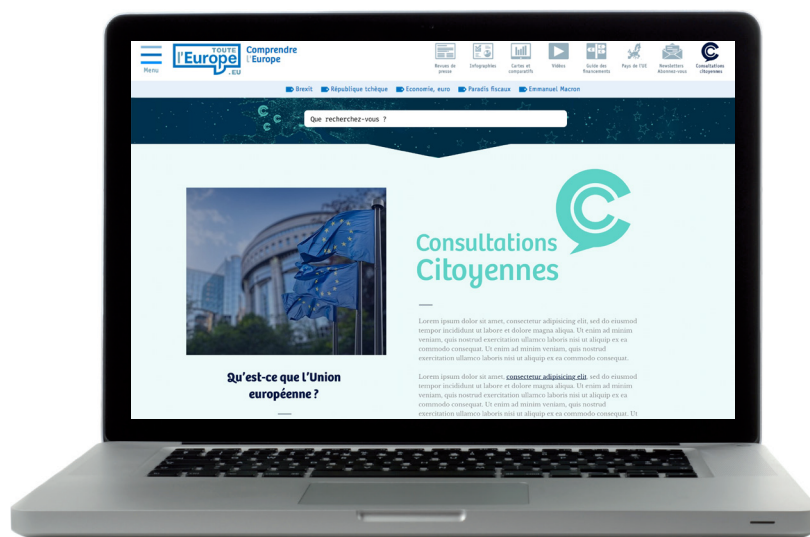 TOUTE
l'Europe
.EU
Comprendre
l'Europe
Menu
Revues de
presse
Infographies
Cartes et
comparatifs
Vidéos
Guide des
financements
Pays de l'UE
Newsletters
Abonnez-vous
Consultations
citoyennes
Brexit République tchèque Economie, euro Paradis fiscaux Emmanuel Macron
Que recherchez-vous ?
Qu'est-ce que l'Union
européenne ?
Consultations
Citoyennes
Lorem ipsum dolor sit amet, consectetur adipisicing elit, sed do eiusmod
tempor incididunt ut labore et dolore magna aliqua. Ut enim ad minim
veniam, quis nostrud exercitation ullamco laboris nisi ut aliquip ex ea
commodo consequat. Ut enim ad minim veniam, quis nostrud
exercitation ullamco laboris nisi ut aliquip ex ea commodo consequat.
Lorem ipsum dolor sit amet, consectetur adipisicing elit, sed do eiusmod
tempor incididunt ut labore et dolore magna aliqua. Ut enim ad minim
veniam, quis nostrud exercitation ullamco laboris nisi ut aliquip ex ea
commodo consequat. Ut enim ad minim veniam, quis nostrud
exercitation ullamco laboris nisi ut aliquip ex ea commodo consequat. Ut